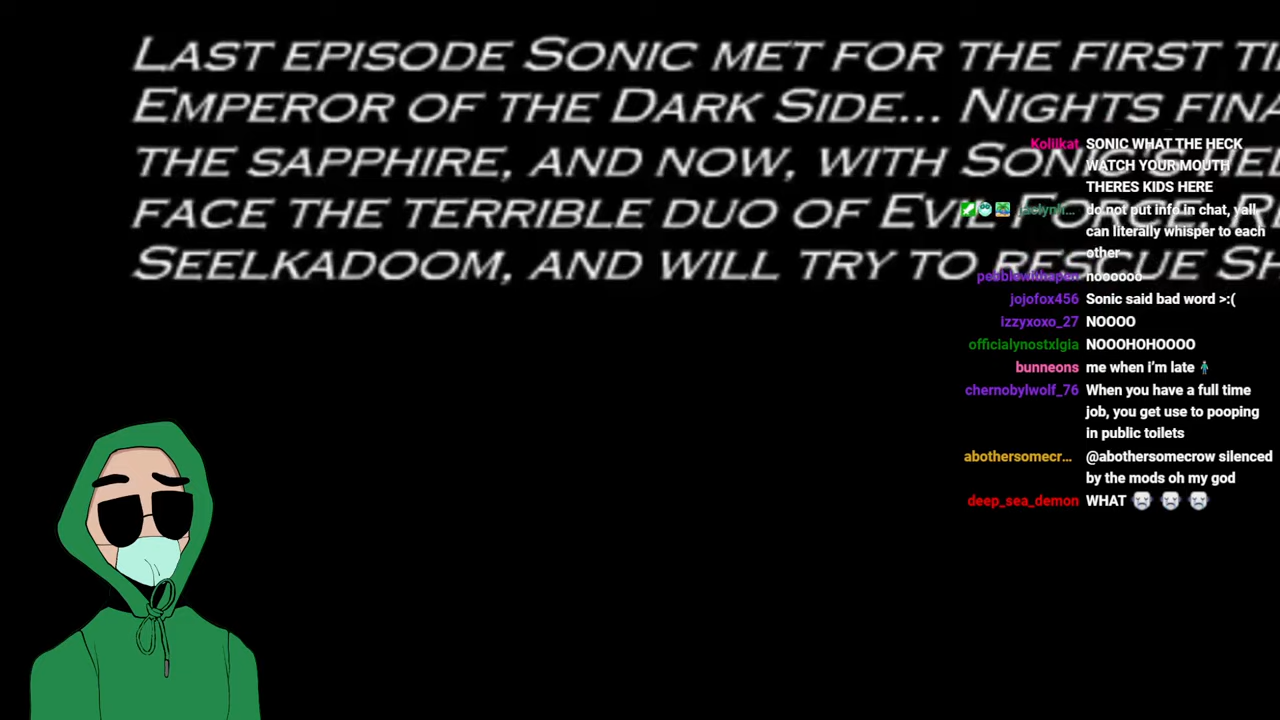 LAST EPISODE SONIC MET FOR THE FIRST
EMPEROR OF THE DARK SIDE... NIGHTS
THE SAPPHIRE, AND NOW, WITH
FACE THE TERRIBLE DUO OF EVIL FORCE,
SEELKADOOM, AND WILL TRY TO RESCUE
Kolikat SONIC WHAT THE HECK
WATCH YOUR MOUTH
THERES KIDS HERE
do not put info in chat, yall
can literally whisper to each
other
pebblewithapen noooooo
jojofox456 Sonic said bad word >:(
izzyxoxo_27 NOOOO
officialynostxlgia NOOOHOHOOOO
bunneons me when i'm late
chernobylwolf_76 When you have a full time
job, you get use to pooping
in public toilets
abothersomecr... @abothersomecrow silenced
by the mods oh my god
deep_sea_demon WHAT